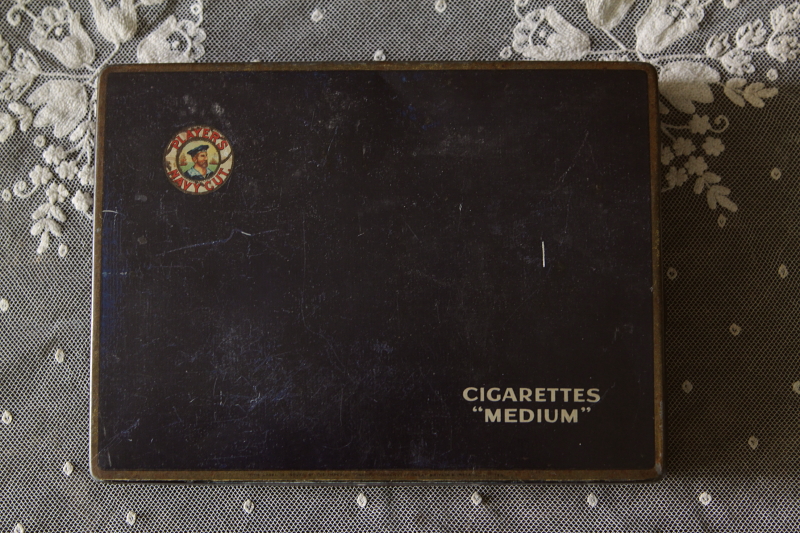 PLAYER'S
NAVY CUT.
CIGARETTES
"MEDIUM"